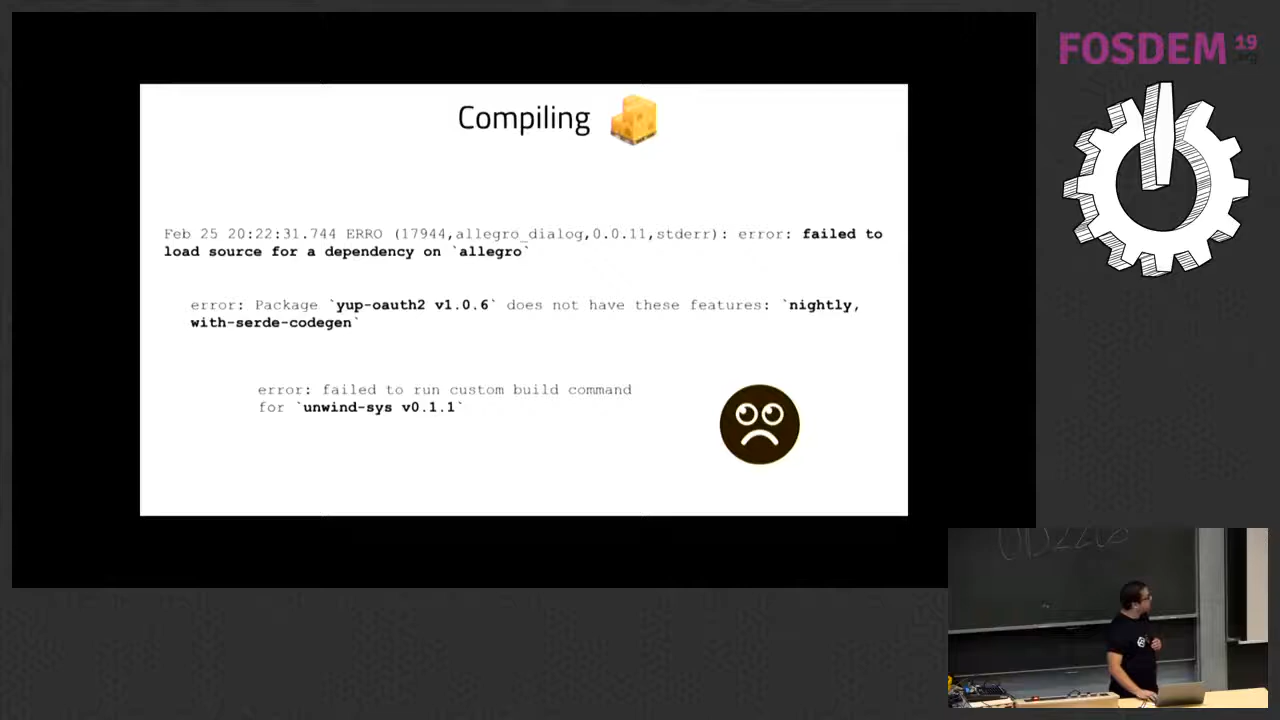 FOSDEM 19
.org
Compiling
Feb 25 20:22:31.744 ERRO (17944,allegro_dialog,0.0.11,stderr): error: failed to
load source for a dependency on `allegro`
error: Package `yup-oauth2 v1.0.6` does not have these features: `nightly,
with-serde-codegen`
error: failed to run custom build command
for `unwind-sys v0.1.1`